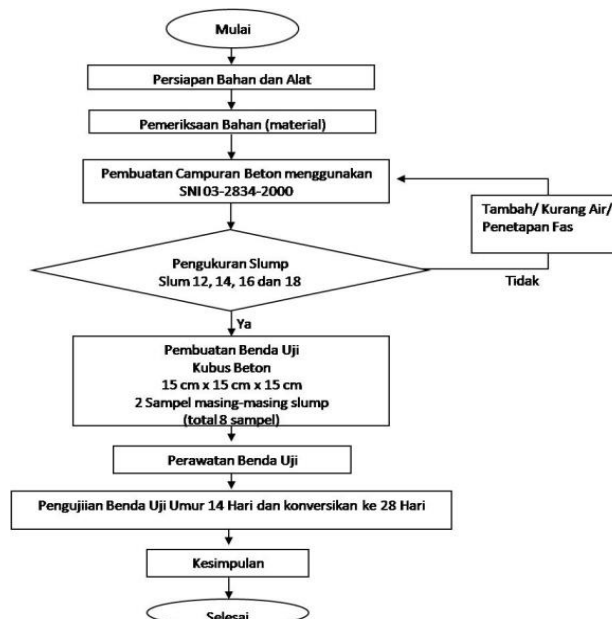 Mulai
Persiapan Bahan dan Alat
Pemeriksaan Bahan (material)
Pembuatan Campuran Beton menggunakan
SNI 03-2834-2000
Tambah/ Kurang Air/
Penetapan Fas
Pengukuran Slump
Slum 12, 14, 16 dan 18
Tidak
Ya
Pembuatan Benda Uji
Kubus Beton
15 cm x 15 cm x 15 cm
2 Sampel masing-masing slump
(total 8 sampel)
Perawatan Benda Uji
Pengujiian Benda Uji Umur 14 Hari dan konversikan ke 28 Hari
Kesimpulan
Selesai